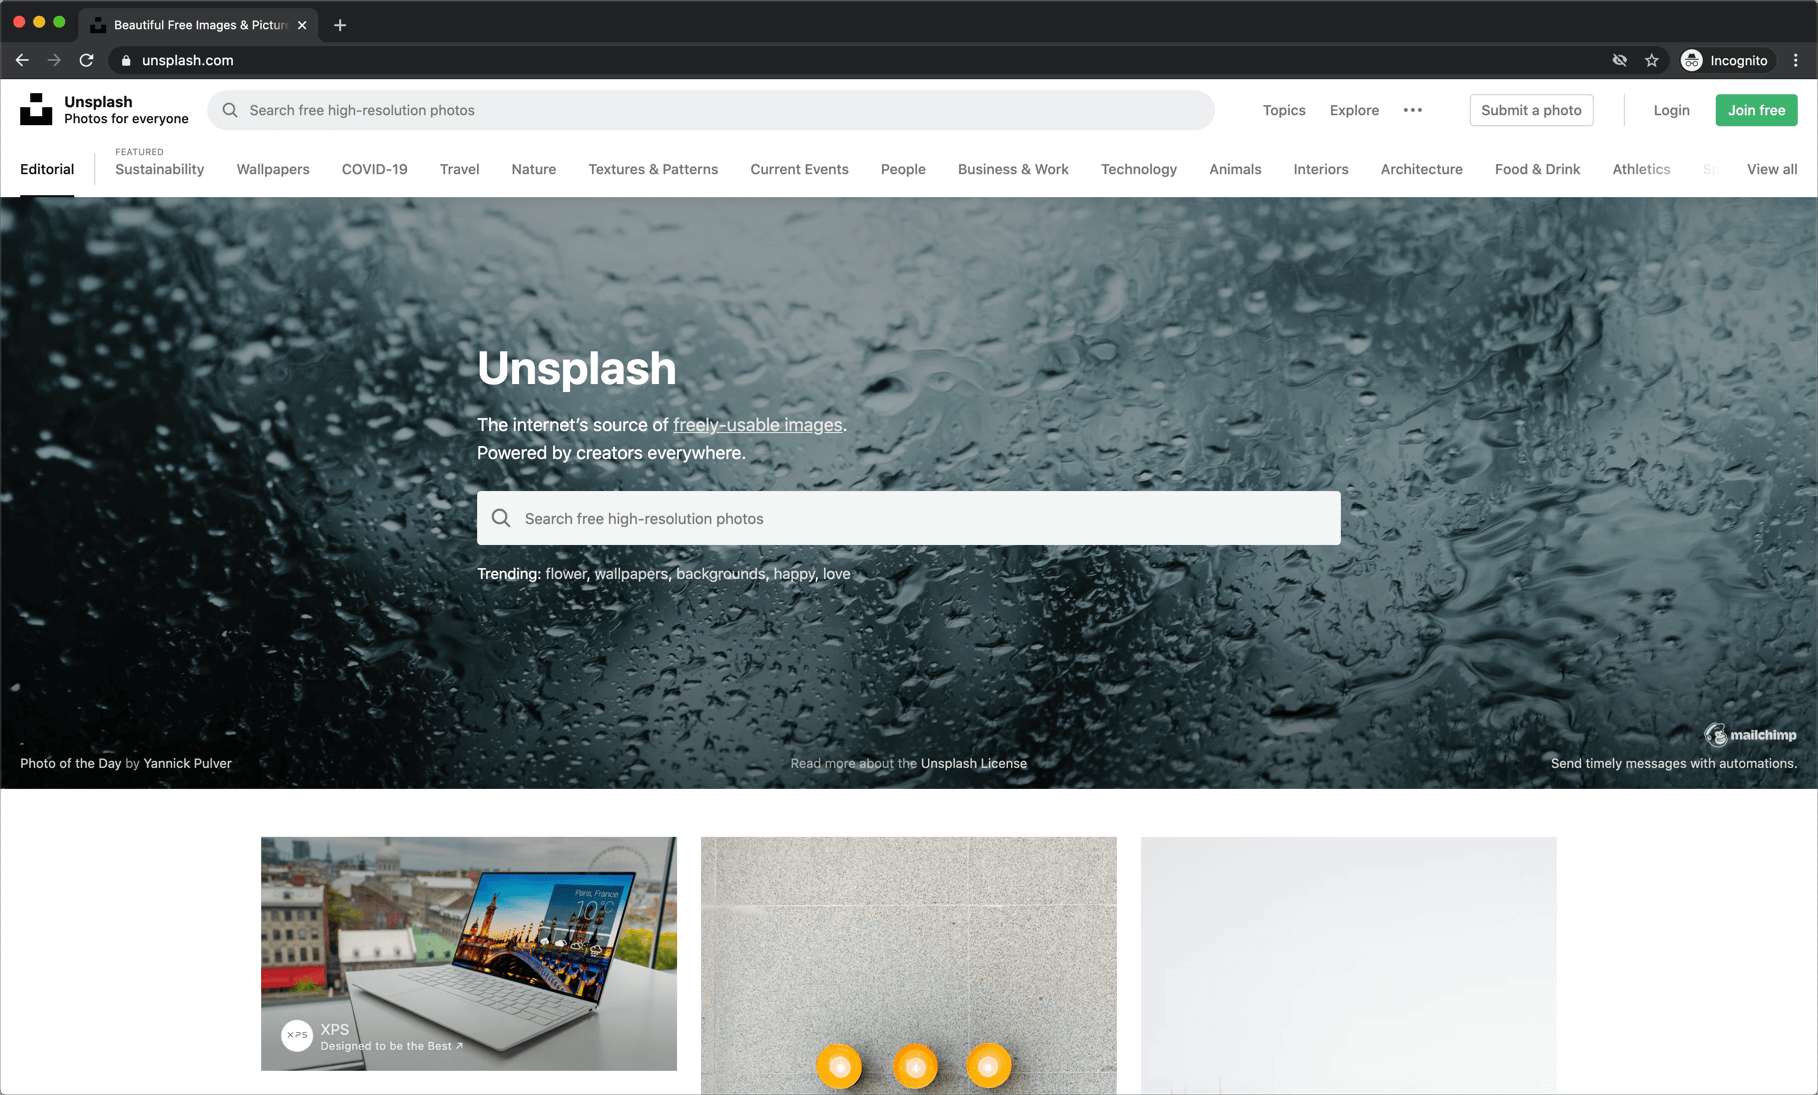 Beautiful Free Images & Pictur
unsplash.com
Incognito
Unsplash
Photos for everyone
Search free high-resolution photos
Topics
Explore
Submit a photo
Login
Join free
Editorial
FEATURED
Sustainability
Wallpapers
COVID-19
Travel
Nature
Textures & Patterns
Current Events
People
Business & Work
Technology
Animals
Interiors
Architecture
Food & Drink
Athletics
View all
Unsplash
The internet’s source of freely-usable images.
Powered by creators everywhere.
Search free high-resolution photos
Trending: flower, wallpapers, backgrounds, happy, love
mailchimp
Photo of the Day by Yannick Pulver
Read more about the Unsplash License
Send timely messages with automations.
Paris, France
10°C
XPS
XPS
Designed to be the Best ↗